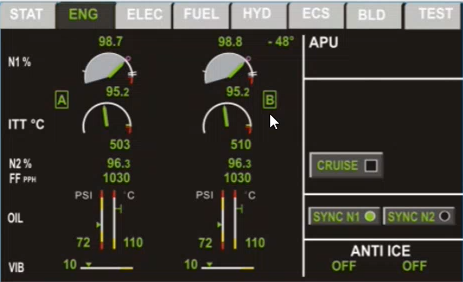 STAT ENG ELEC FUEL HYD ECS BLD TEST
98.7 98.8 - 48° APU
N1 %
95.2 95.2
A B
ITT °C
503 510
N2 % 96.3 96.3
FF PPH 1030 1030
CRUISE
PSI °C PSI °C
OIL
SYNC N1 SYNC N2
72 110 72 110
ANTI ICE
VIB 10 10
OFF OFF